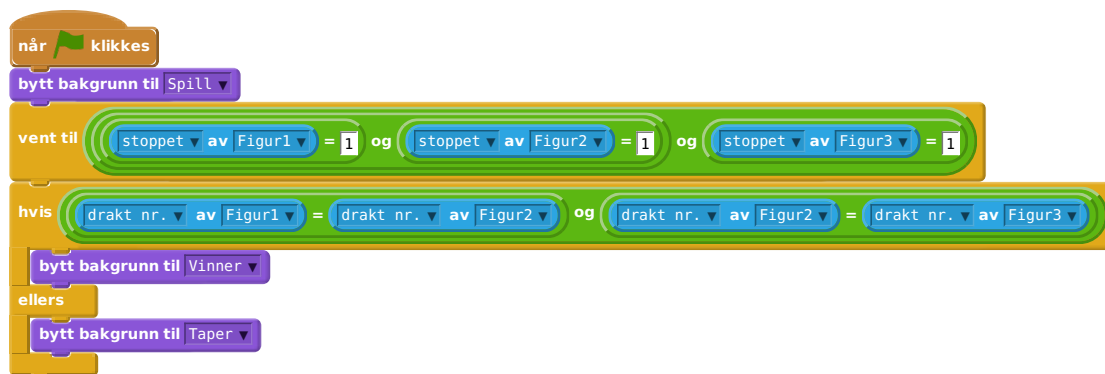 når klikkes
bytt bakgrunn til Spill
vent til stoppet av Figur1 = 1 og stoppet av Figur2 = 1 og stoppet av Figur3 = 1
hvis drakt nr. av Figur1 = drakt nr. av Figur2 og drakt nr. av Figur2 = drakt nr. av Figur3
bytt bakgrunn til Vinner
ellers
bytt bakgrunn til Taper